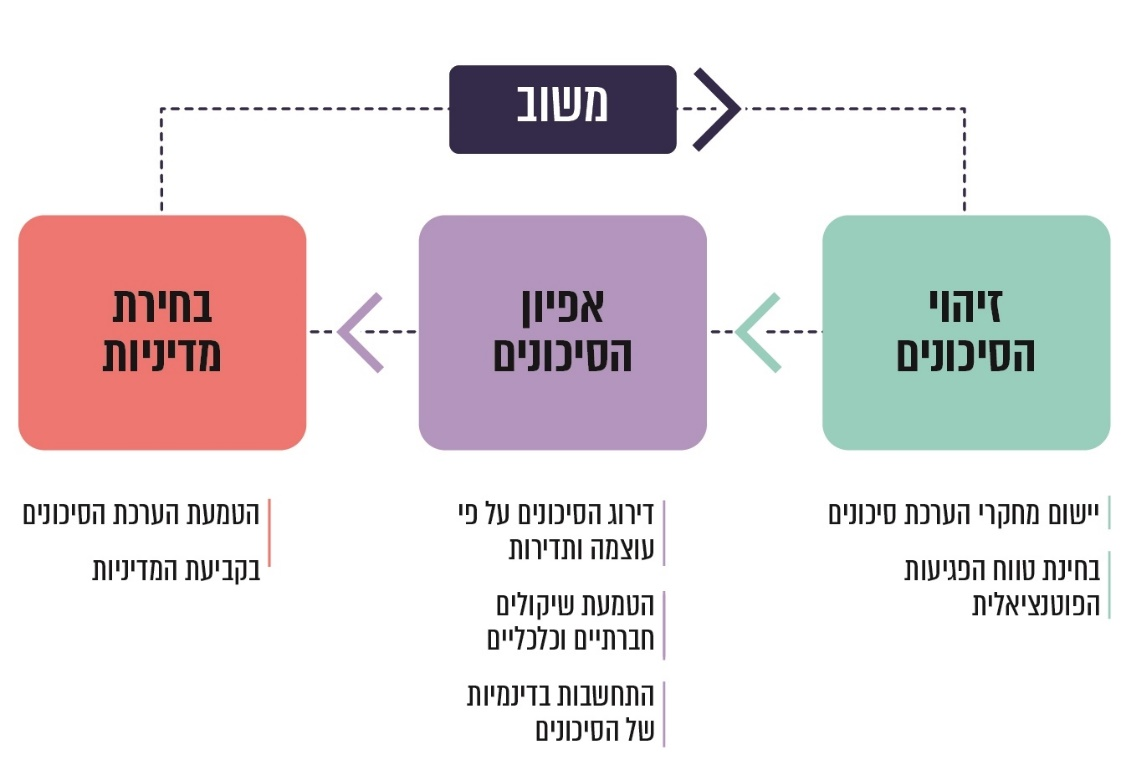 משוב
זיהוי
הסיכונים
אפיון
הסיכונים
בחירת
מדיניות
יישום מחקרי הערכת סיכונים
בחינת טווח הפגיעות
הפוטנציאלית
דירוג הסיכונים על פי
עוצמה ותדירות
הטמעת שיקולים
חברתיים וכלכליים
התחשבות בדינמיות
של הסיכונים
הטמעת הערכת הסיכונים
בקביעת המדיניות